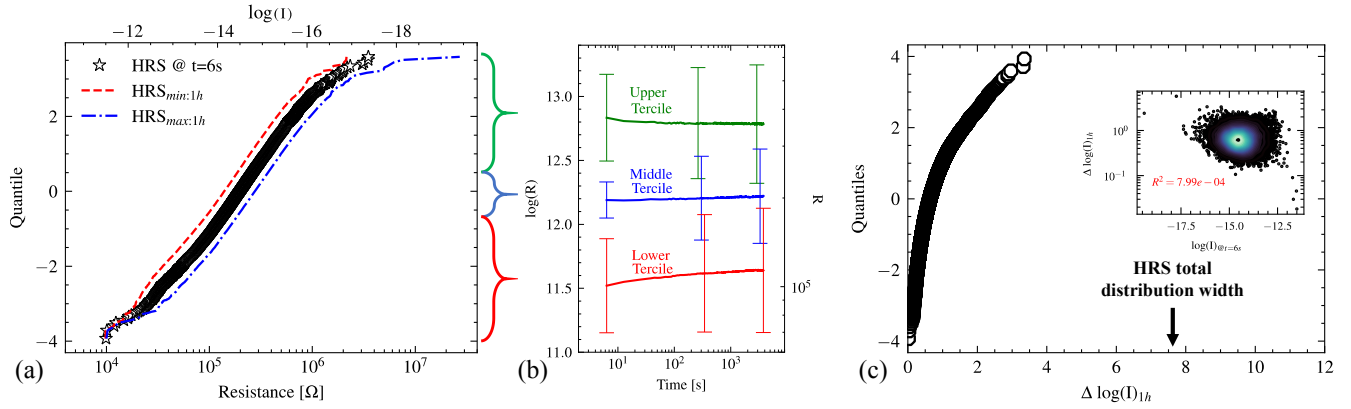 log(I)
−12 −14 −16 −18
HRS @ t=6s
HRS_min:1h
HRS_max:1h
Quantile
2
0
−2
−4
10^4 10^5 10^6 10^7
Resistance [Ω]
(a)
log(R)
13.0
12.5
12.0
11.5
11.0
Upper
Tercile
Middle
Tercile
Lower
Tercile
R
10^5
10^1 10^2 10^3
Time [s]
(b)
Quantiles
4
2
0
−2
−4
0 2 4 6 8 10 12
Δ log(I)_1h
(c)
Δ log(I)_1h
10^0
10^−1
R^2 = 7.99e−04
−17.5 −15.0 −12.5
log(I)_@t=6s
HRS total
distribution width